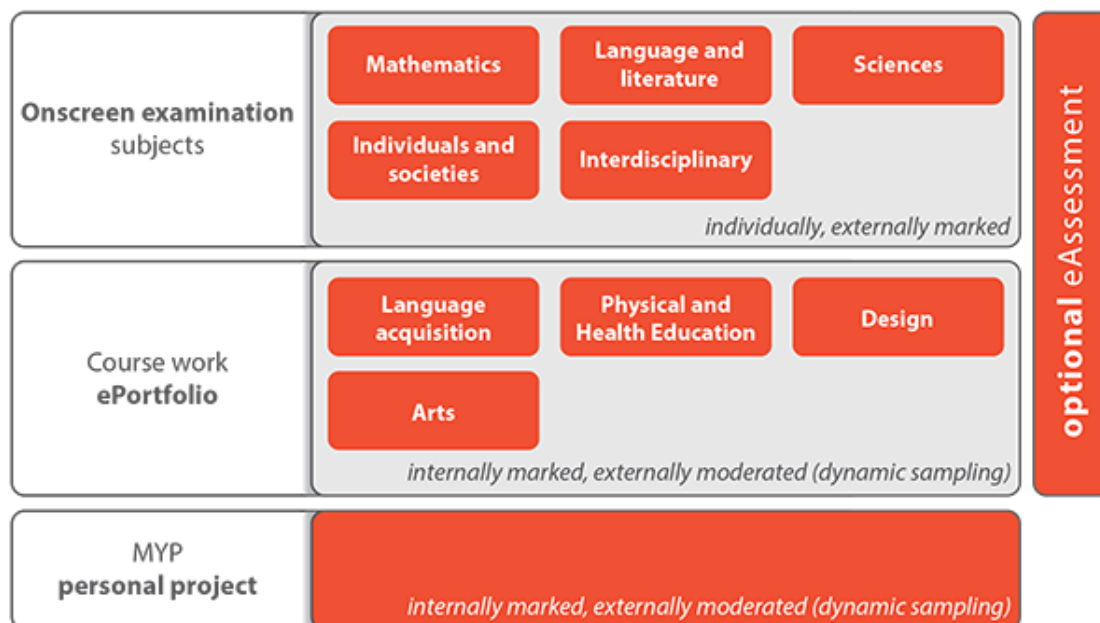 Onscreen examination
subjects
Mathematics
Language and
literature
Sciences
Individuals and
societies
Interdisciplinary
individually, externally marked
Course work
ePortfolio
Language
acquisition
Physical and
Health Education
Design
Arts
internally marked, externally moderated (dynamic sampling)
optional eAssessment
MYP
personal project
internally marked, externally moderated (dynamic sampling)